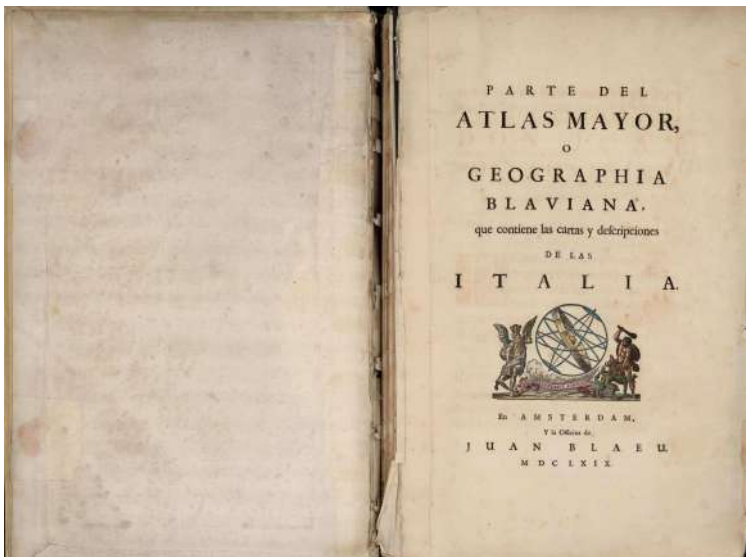 PARTE DEL
ATLAS MAYOR,
O
GEOGRAPHIA
BLAVIANA.
que contiene las cartas y descripciones
DE LAS
ITALIA.
En AMSTERDAM,
Y la Officina de
JUAN BLAEU.
MDCLXIX